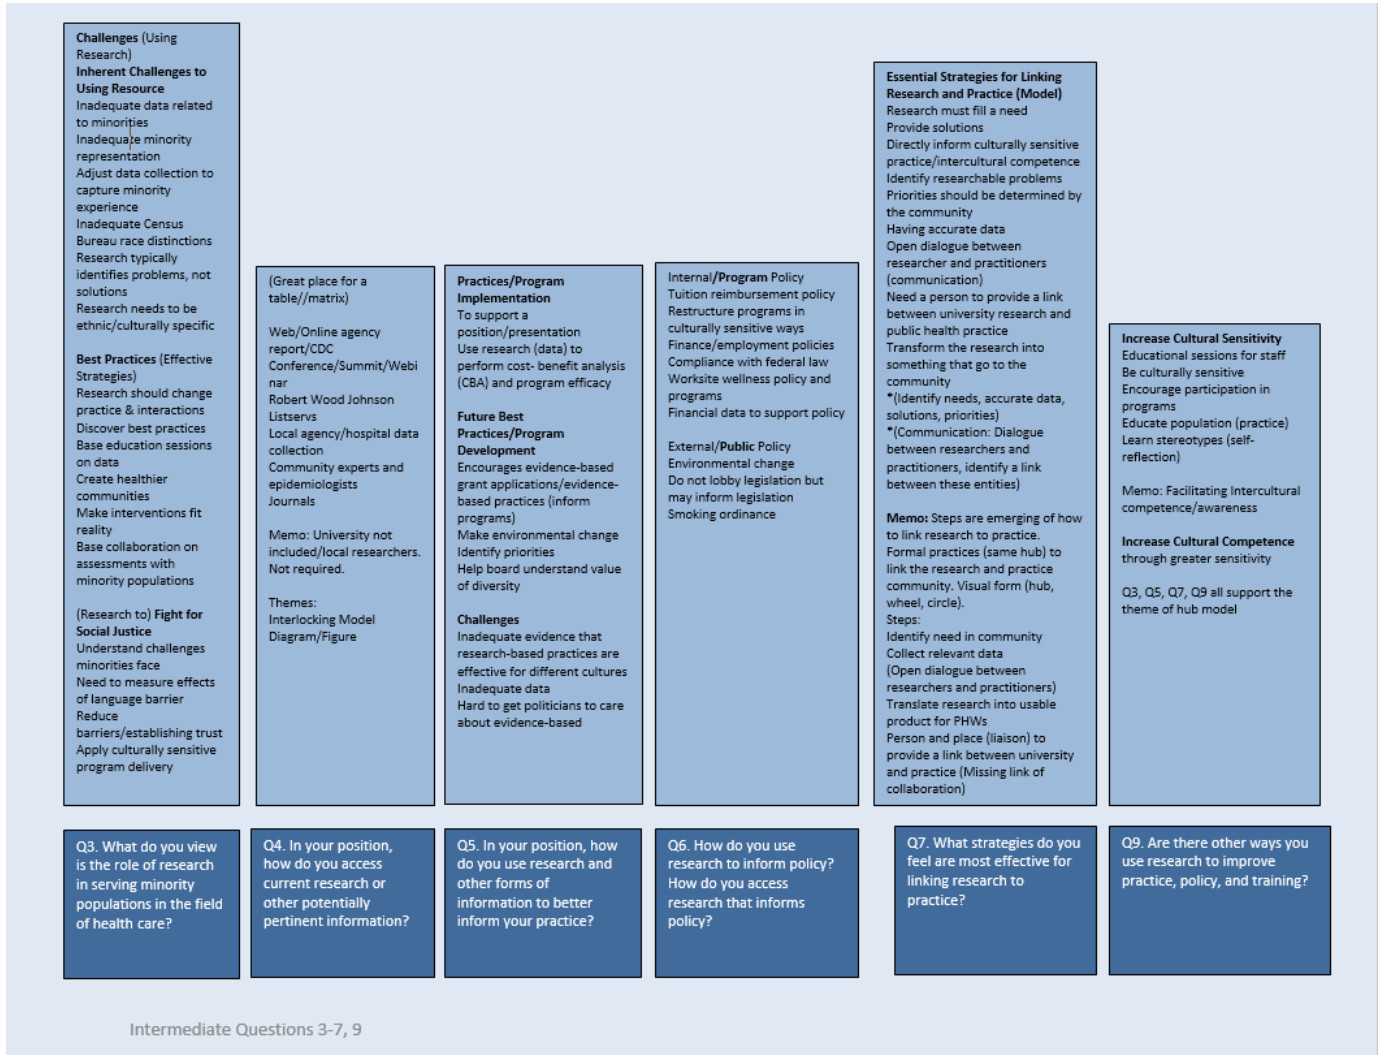 Challenges (Using
Research)
Inherent Challenges to
Using Resource
Inadequate data related
to minorities
Inadequate minority
representation
Adjust data collection to
capture minority
experience
Inadequate Census
Bureau race distinctions
Research typically
identifies problems, not
solutions
Research needs to be
ethnic/culturally specific
Best Practices (Effective
Strategies)
Research should change
practice & interactions
Discover best practices
Base education sessions
on data
Create healthier
communities
Make interventions fit
reality
Base collaboration on
assessments with
minority populations
(Research to) Fight for
Social Justice
Understand challenges
minorities face
Need to measure effects
of language barrier
Reduce
barriers/establishing trust
Apply culturally sensitive
program delivery
(Great place for a
table//matrix)
Web/Online agency
report/CDC
Conference/Summit/Webi
nar
Robert Wood Johnson
Listservs
Local agency/hospital data
collection
Community experts and
epidemiologists
Journals
Memo: University not
included/local researchers.
Not required.
Themes:
Interlocking Model
Diagram/Figure
Practices/Program
Implementation
To support a
position/presentation
Use research (data) to
perform cost- benefit analysis
(CBA) and program efficacy
Future Best
Practices/Program
Development
Encourages evidence-based
grant applications/evidence-
based practices (inform
programs)
Make environmental change
Identify priorities
Help board understand value
of diversity
Challenges
Inadequate evidence that
research-based practices are
effective for different cultures
Inadequate data
Hard to get politicians to care
about evidence-based
Internal/Program Policy
Tuition reimbursement policy
Restructure programs in
culturally sensitive ways
Finance/employment policies
Compliance with federal law
Worksite wellness policy and
programs
Financial data to support policy
External/Public Policy
Environmental change
Do not lobby legislation but
may inform legislation
Smoking ordinance
Essential Strategies for Linking
Research and Practice (Model)
Research must fill a need
Provide solutions
Directly inform culturally sensitive
practice/intercultural competence
Identify researchable problems
Priorities should be determined by
the community
Having accurate data
Open dialogue between
researcher and practitioners
(communication)
Need a person to provide a link
between university research and
public health practice
Transform the research into
something that go to the
community
*(Identify needs, accurate data,
solutions, priorities)
*(Communication: Dialogue
between researchers and
practitioners, identify a link
between these entities)
Memo: Steps are emerging of how
to link research to practice.
Formal practices (same hub) to
link the research and practice
community. Visual form (hub,
wheel, circle).
Steps:
Identify need in community
Collect relevant data
(Open dialogue between
researchers and practitioners)
Translate research into usable
product for PHWs
Person and place (liaison) to
provide a link between university
and practice (Missing link of
collaboration)
Increase Cultural Sensitivity
Educational sessions for staff
Be culturally sensitive
Encourage participation in
programs
Educate population (practice)
Learn stereotypes (self-
reflection)
Memo: Facilitating Intercultural
competence/awareness
Increase Cultural Competence
through greater sensitivity
Q3, Q5, Q7, Q9 all support the
theme of hub model
Q3. What do you view
is the role of research
in serving minority
populations in the field
of health care?
Q4. In your position,
how do you access
current research or
other potentially
pertinent information?
Q5. In your position, how
do you use research and
other forms of
information to better
inform your practice?
Q6. How do you use
research to inform policy?
How do you access
research that informs
policy?
Q7. What strategies do you
feel are most effective for
linking research to
practice?
Q9. Are there other ways you
use research to improve
practice, policy, and training?
Intermediate Questions 3-7, 9